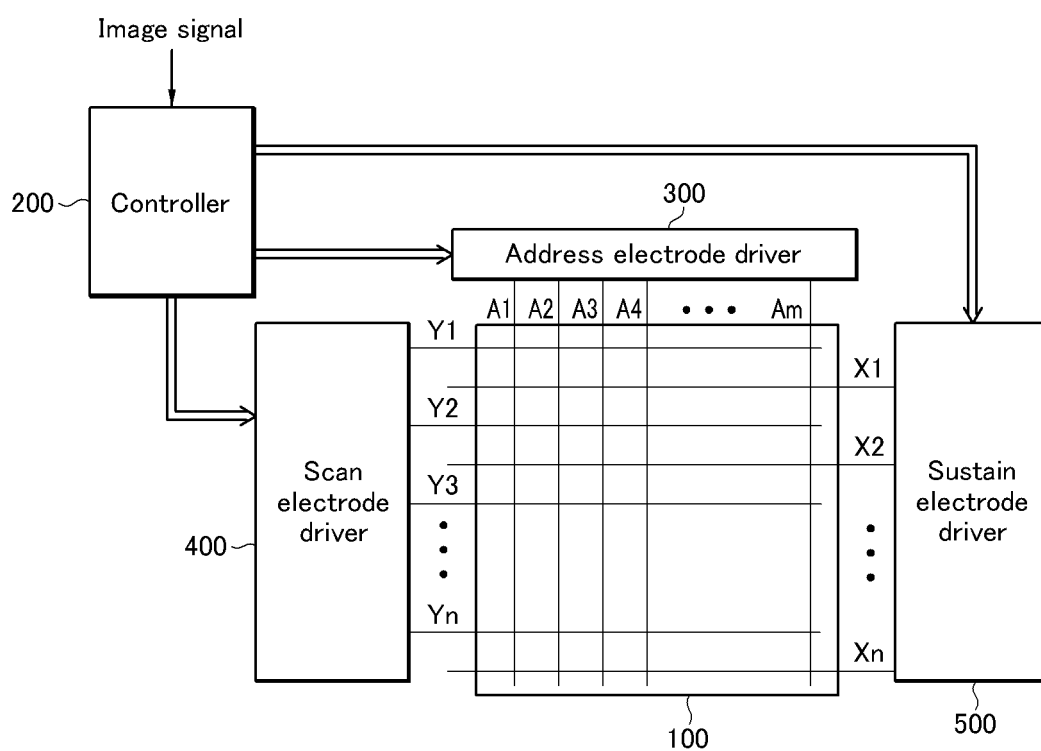 Image signal
200
Controller
300
Address electrode driver
A1 A2 A3 A4 • • • Am
Y1
X1
Y2
X2
Y3
Scan
electrode
driver
Sustain
electrode
driver
400
Yn
Xn
100
500